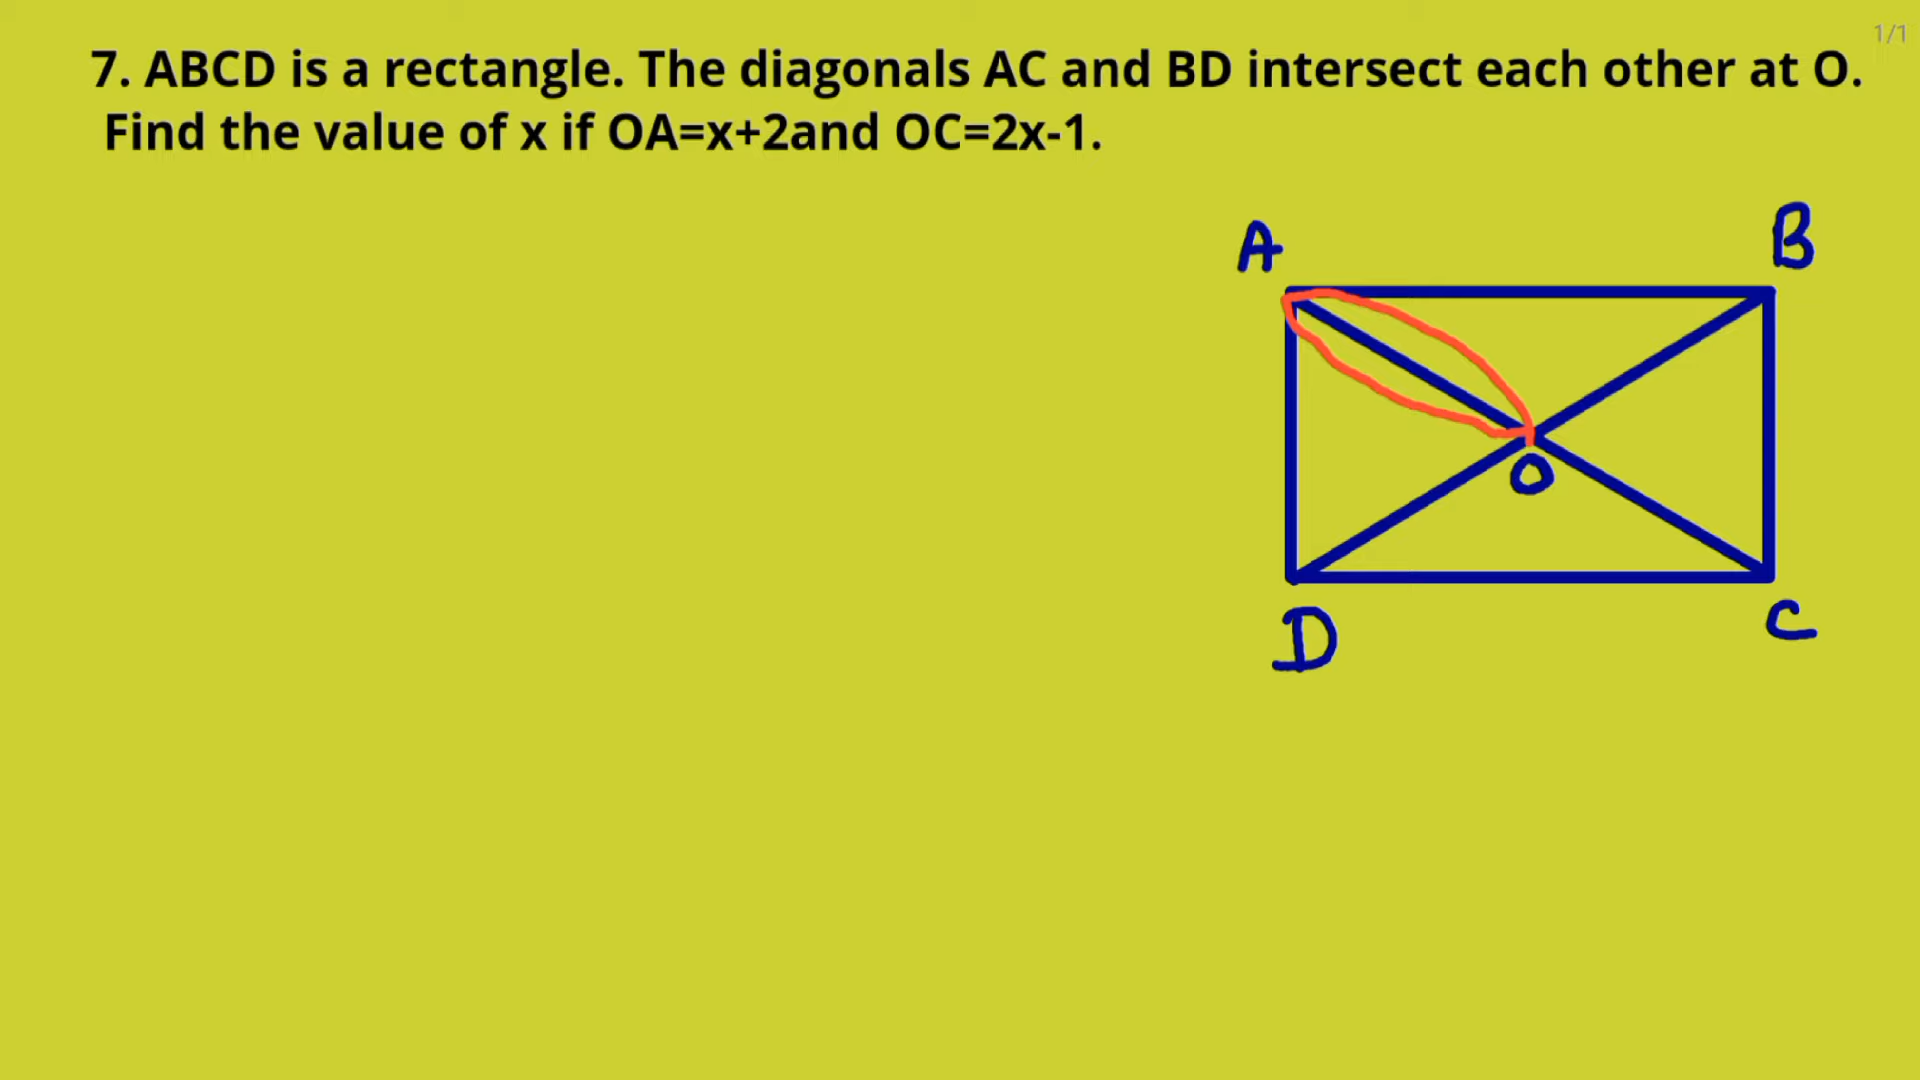 1/1
7. ABCD is a rectangle. The diagonals AC and BD intersect each other at O.
Find the value of x if OA=x+2and OC=2x-1.
A
B
O
D
C